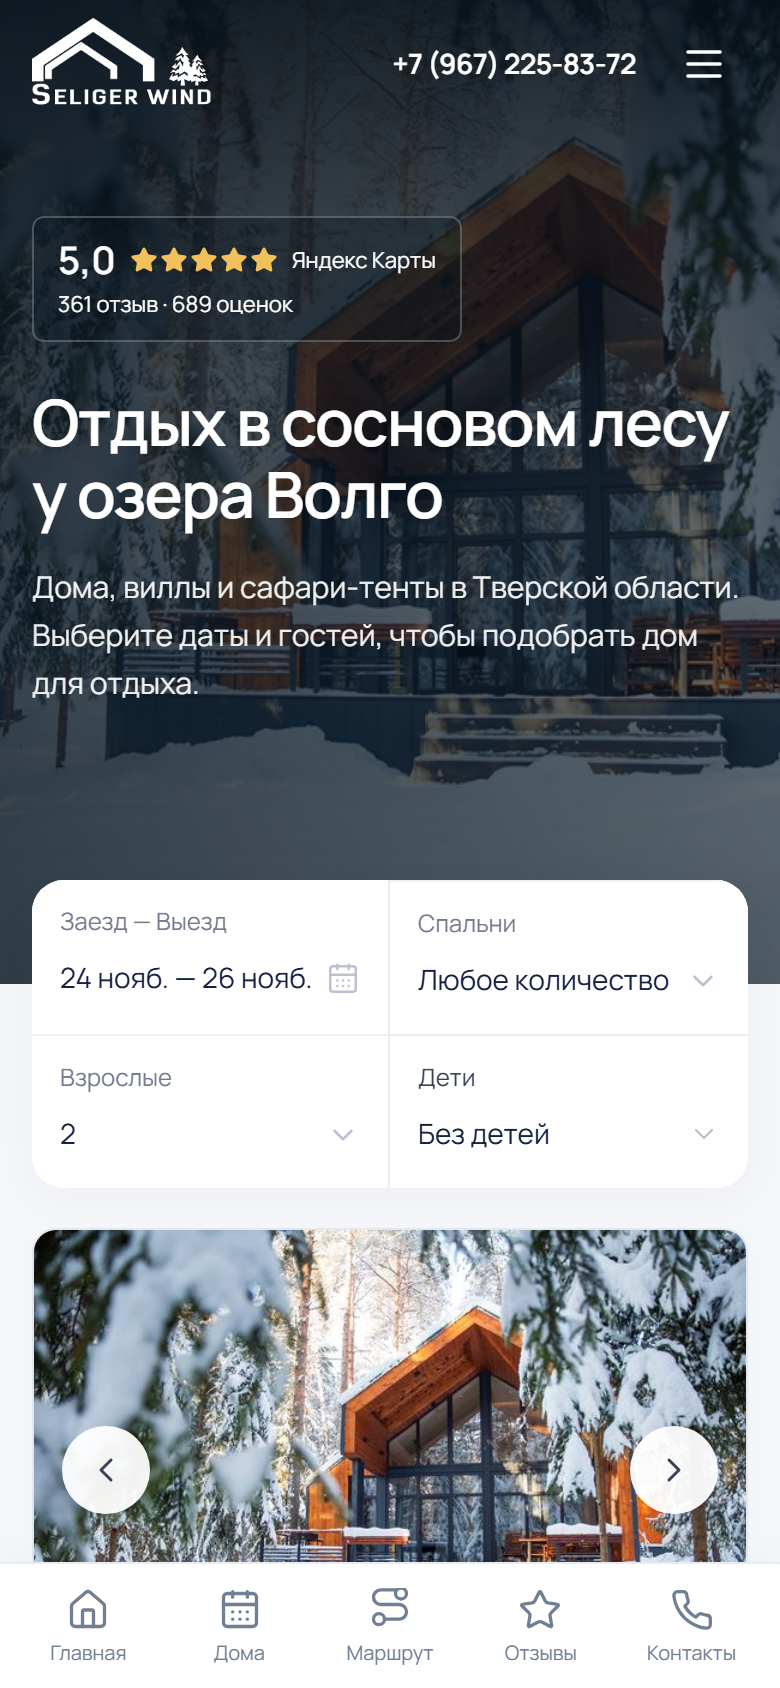 SELIGER WIND
+7 (967) 225-83-72
5,0 Яндекс Карты
361 отзыв · 689 оценок
Отдых в сосновом лесу
у озера Волго
Дома, виллы и сафари-тенты в Тверской области.
Выберите даты и гостей, чтобы подобрать дом
для отдыха.
Заезд — Выезд
24 нояб. — 26 нояб.
Спальни
Любое количество
Взрослые
2
Дети
Без детей
Главная
Дома
Маршрут
Отзывы
Контакты